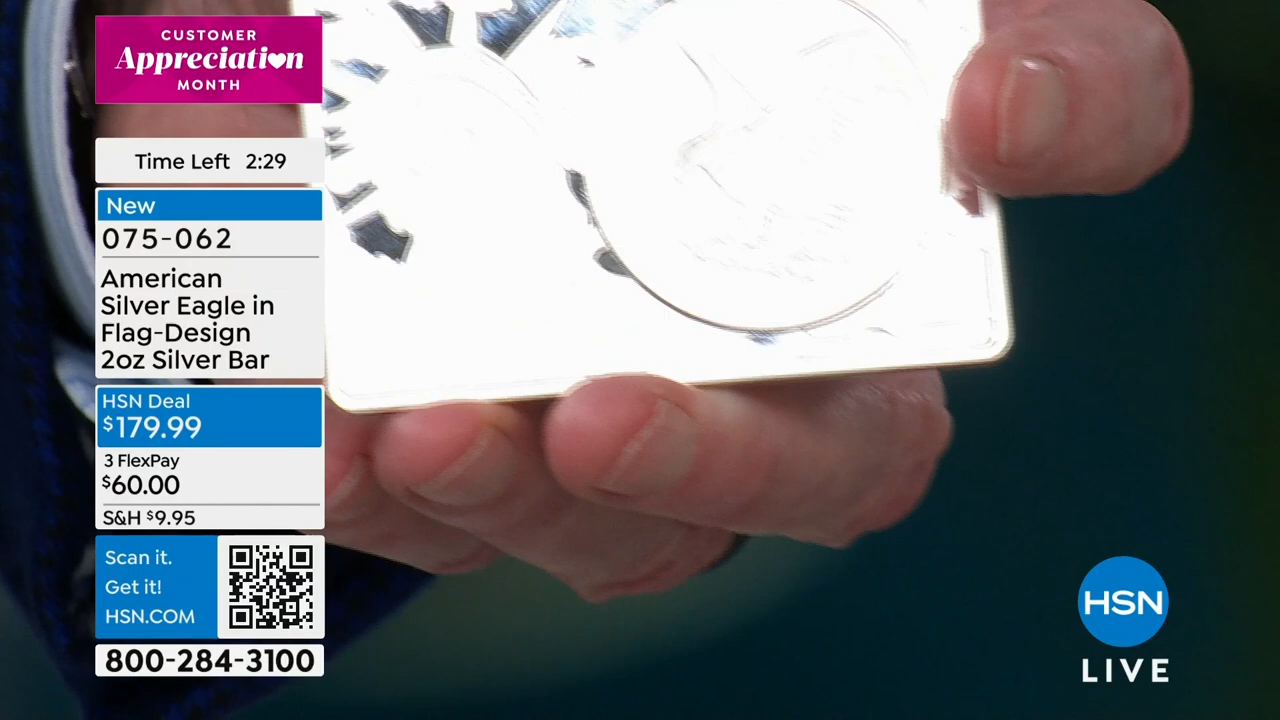 CUSTOMER
Appreciation
MONTH
Time Left 2:29
New
075-062
American
Silver Eagle in
Flag-Design
2oz Silver Bar
HSN Deal
$179.99
3 FlexPay
$60.00
S&H $9.95
Scan it.
Get it!
HSN.COM
800-284-3100
HSN
LIVE